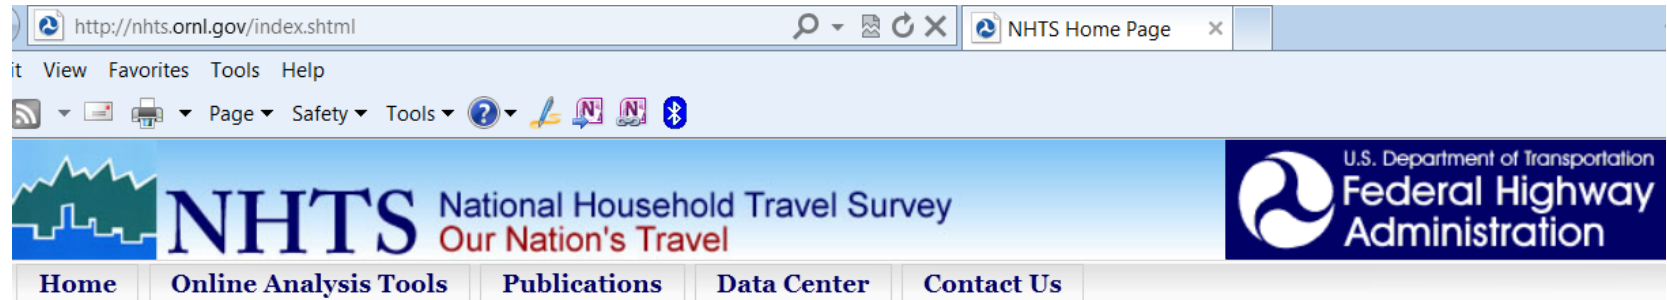 http://nhts.ornl.gov/index.shtml NHTS Home Page
it View Favorites Tools Help
Page Safety Tools
U.S. Department of Transportation
Federal Highway
Administration
NHTS National Household Travel Survey
Our Nation's Travel
Home Online Analysis Tools Publications Data Center Contact Us